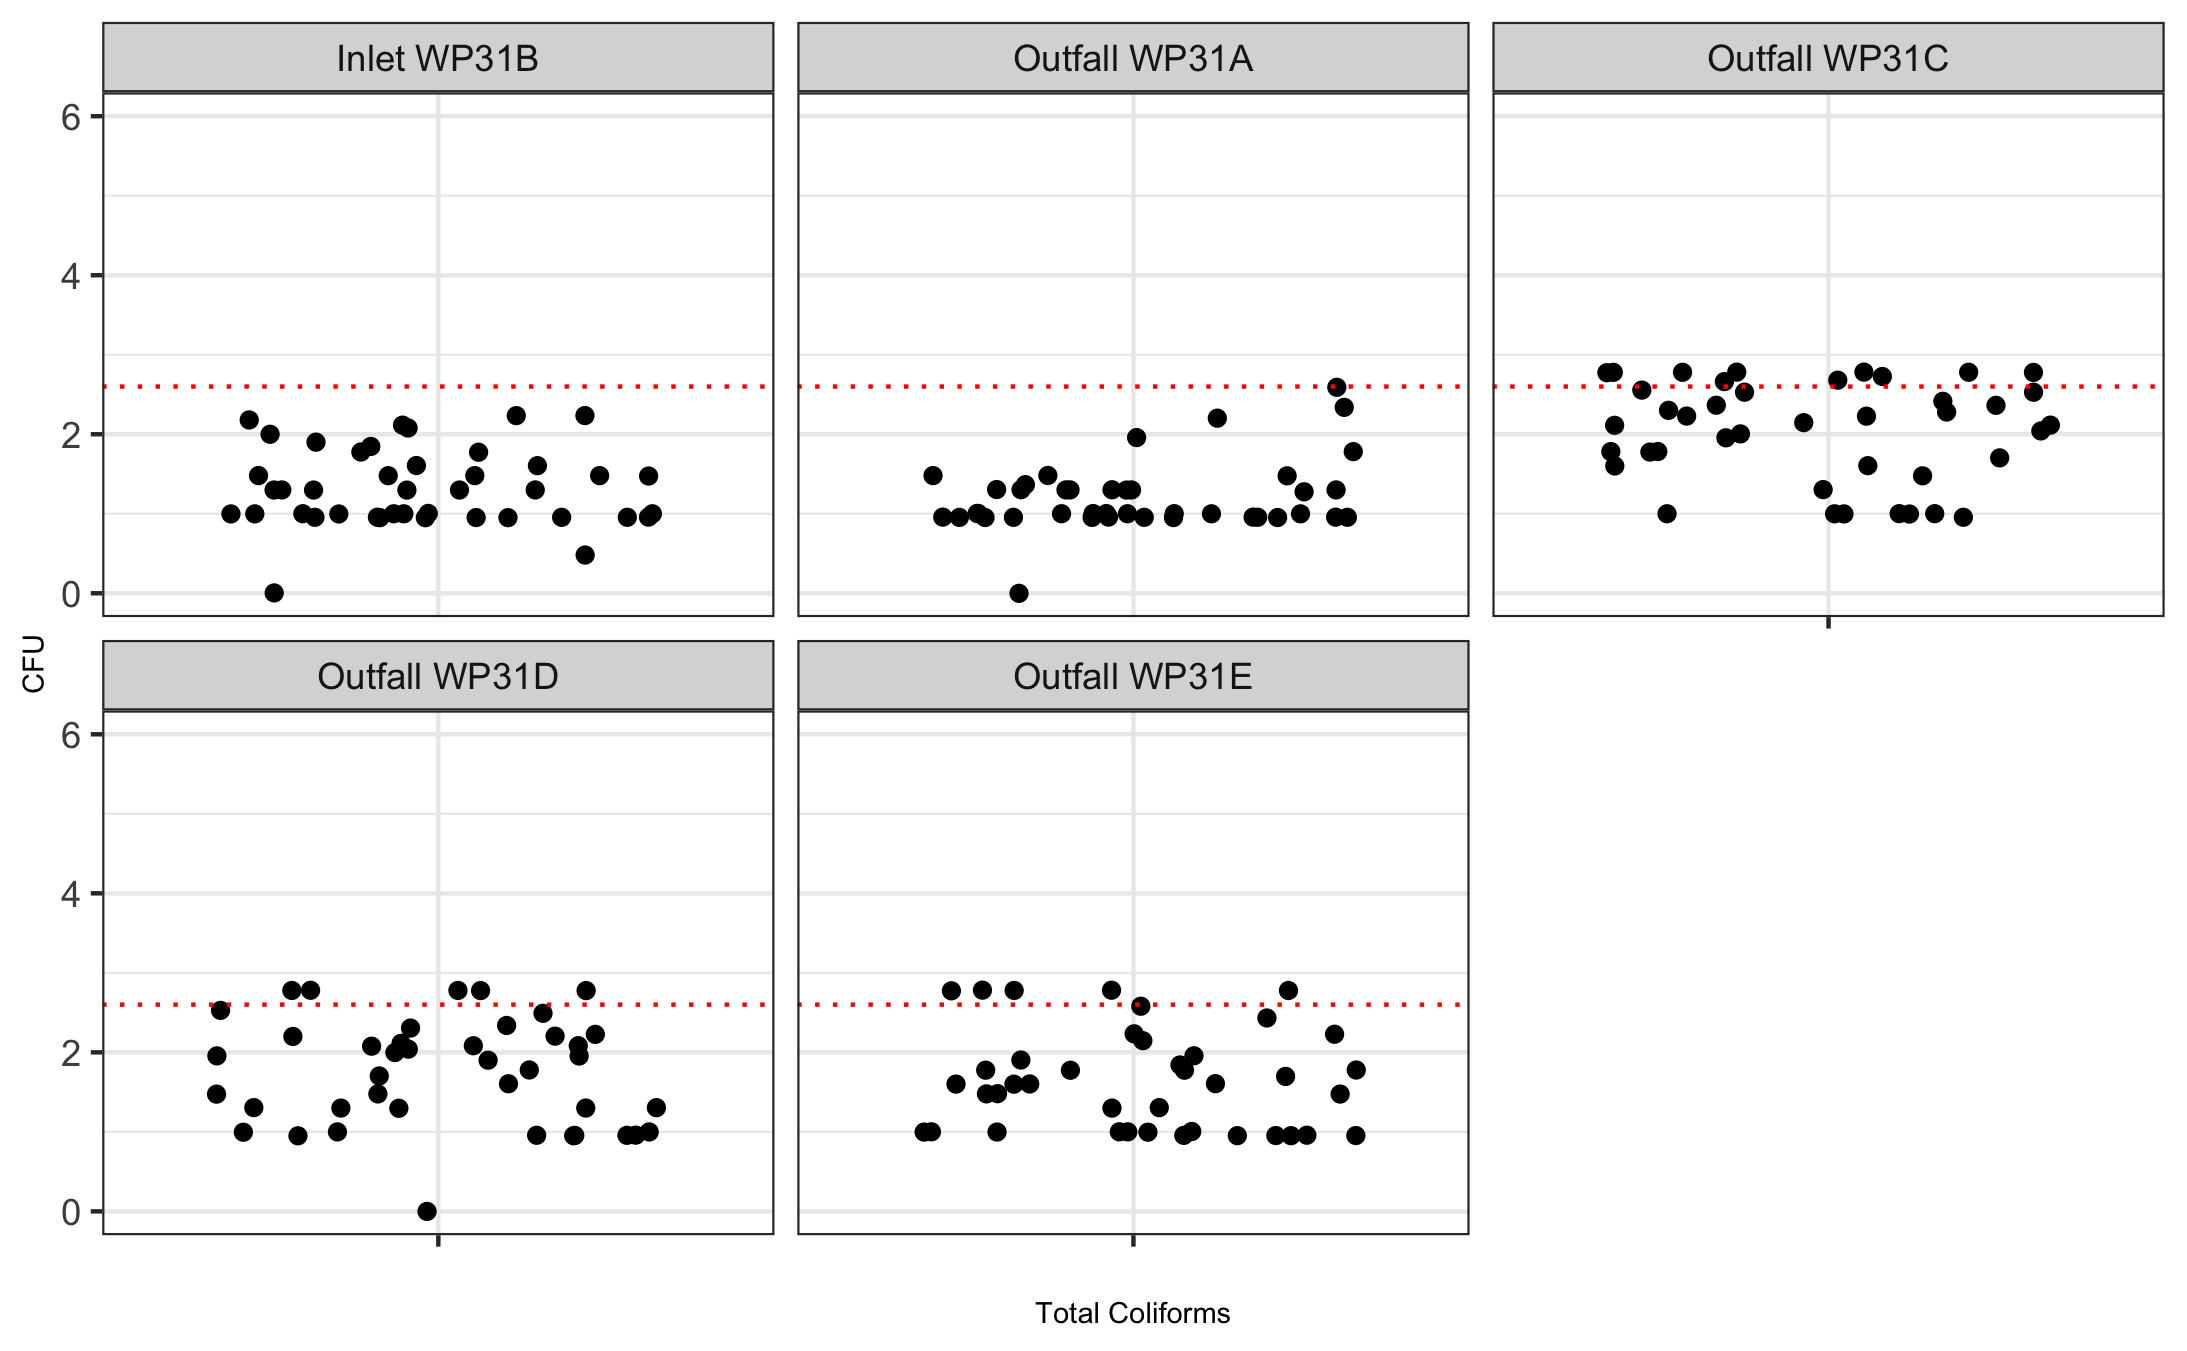 Inlet WP31B
Outfall WP31A
Outfall WP31C
6
4
2
0
CFU
Outfall WP31D
Outfall WP31E
6
4
2
0
Total Coliforms